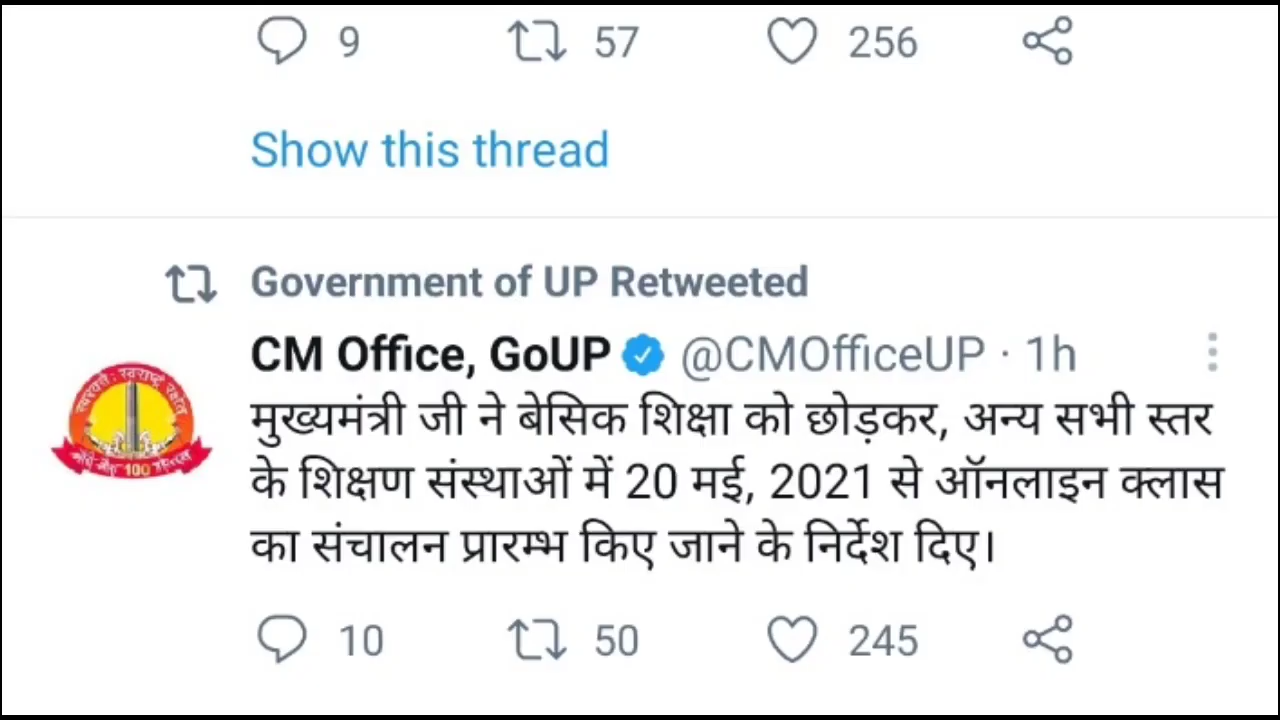 9 57 256
Show this thread
Government of UP Retweeted
CM Office, GoUP @CMOfficeUP · 1h
मुख्यमंत्री जी ने बेसिक शिक्षा को छोड़कर, अन्य सभी स्तर
के शिक्षण संस्थाओं में 20 मई, 2021 से ऑनलाइन क्लास
का संचालन प्रारम्भ किए जाने के निर्देश दिए।
100
10 50 245